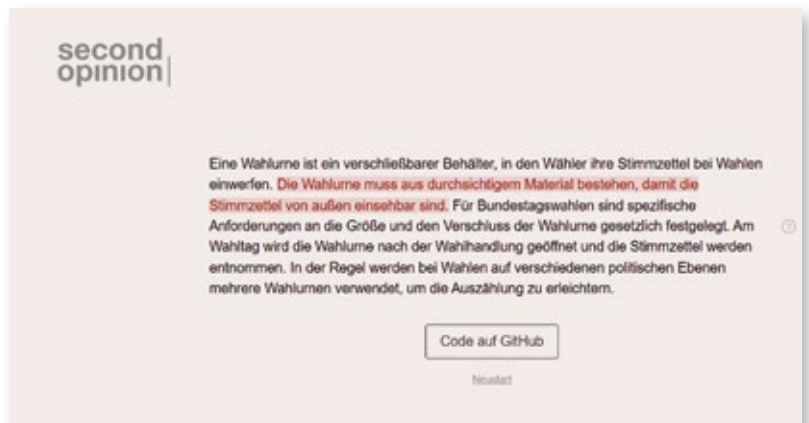 second
opinion
Eine Wahlurne ist ein verschließbarer Behälter, in den Wähler ihre Stimmzettel bei Wahlen
einwerfen. Die Wahlurne muss aus durchsichtigem Material bestehen, damit die
Stimmzettel von außen einsehbar sind. Für Bundestagswahlen sind spezifische
Anforderungen an die Größe und den Verschluss der Wahlurne gesetzlich festgelegt. Am
Wahltag wird die Wahlurne nach der Wahlhandlung geöffnet und die Stimmzettel werden
entnommen. In der Regel werden bei Wahlen auf verschiedenen politischen Ebenen
mehrere Wahlurnen verwendet, um die Auszählung zu erleichtern.
Code auf GitHub
Neustart